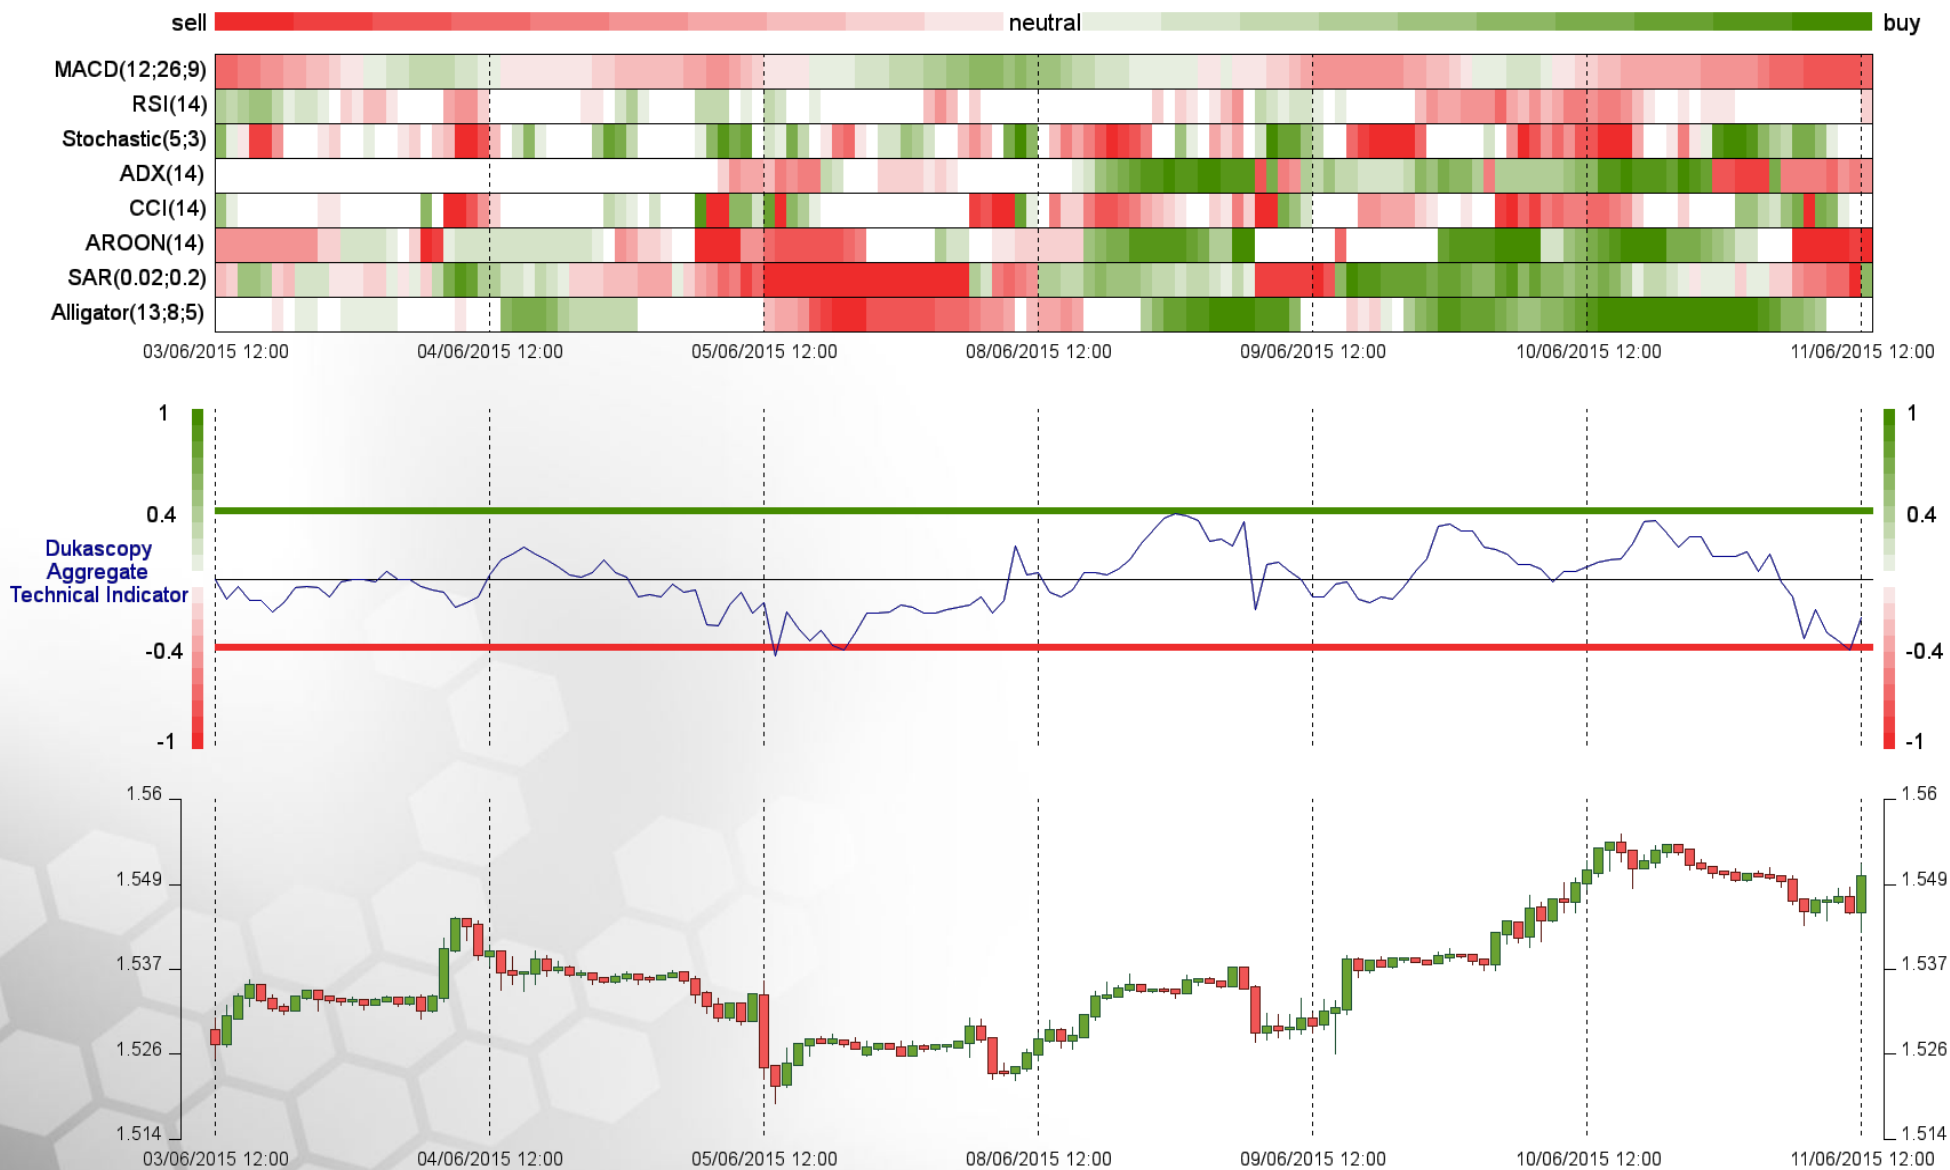 sell neutral buy
MACD(12;26;9)
RSI(14)
Stochastic(5;3)
ADX(14)
CCI(14)
AROON(14)
SAR(0.02;0.2)
Alligator(13;8;5)
03/06/2015 12:00 04/06/2015 12:00 05/06/2015 12:00 08/06/2015 12:00 09/06/2015 12:00 10/06/2015 12:00 11/06/2015 12:00
1 1
0.4 0.4
Dukascopy
Aggregate
Technical Indicator
-0.4 -0.4
-1 -1
1.56 1.56
1.549 1.549
1.537 1.537
1.526 1.526
1.514 1.514
03/06/2015 12:00 04/06/2015 12:00 05/06/2015 12:00 08/06/2015 12:00 09/06/2015 12:00 10/06/2015 12:00 11/06/2015 12:00